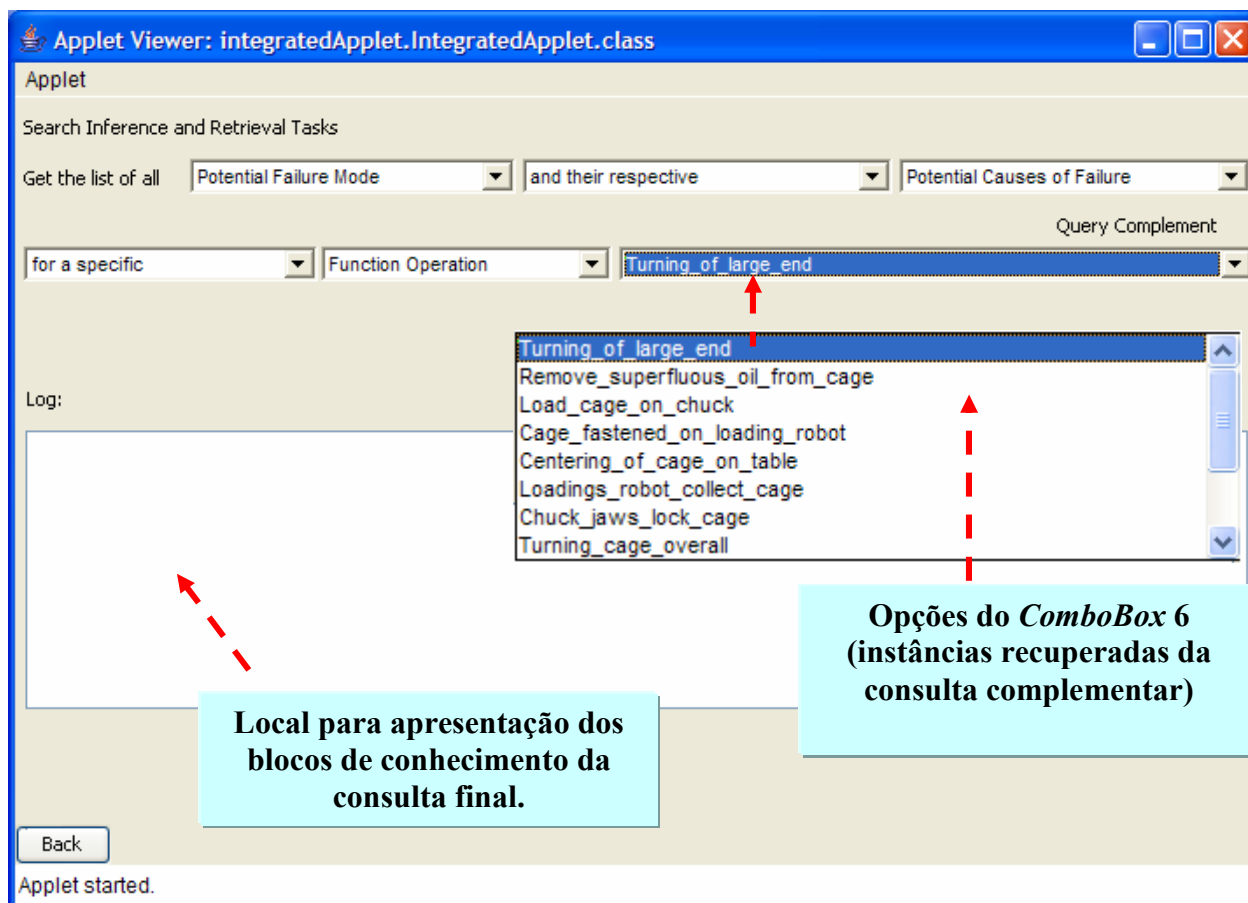 Applet Viewer: integratedApplet.IntegratedApplet.class
Applet
Search Inference and Retrieval Tasks
Get the list of all
Potential Failure Mode
and their respective
Potential Causes of Failure
Query Complement
for a specific
Function Operation
Turning_of_large_end
Turning_of_large_end
Remove_superfluous_oil_from_cage
Load_cage_on_chuck
Cage_fastened_on_loading_robot
Centering_of_cage_on_table
Loadings_robot_collect_cage
Chuck_jaws_lock_cage
Turning_cage_overall
Log:
Opções do ComboBox 6
(instâncias recuperadas da
consulta complementar)
Local para apresentação dos
blocos de conhecimento da
consulta final.
Back
Applet started.